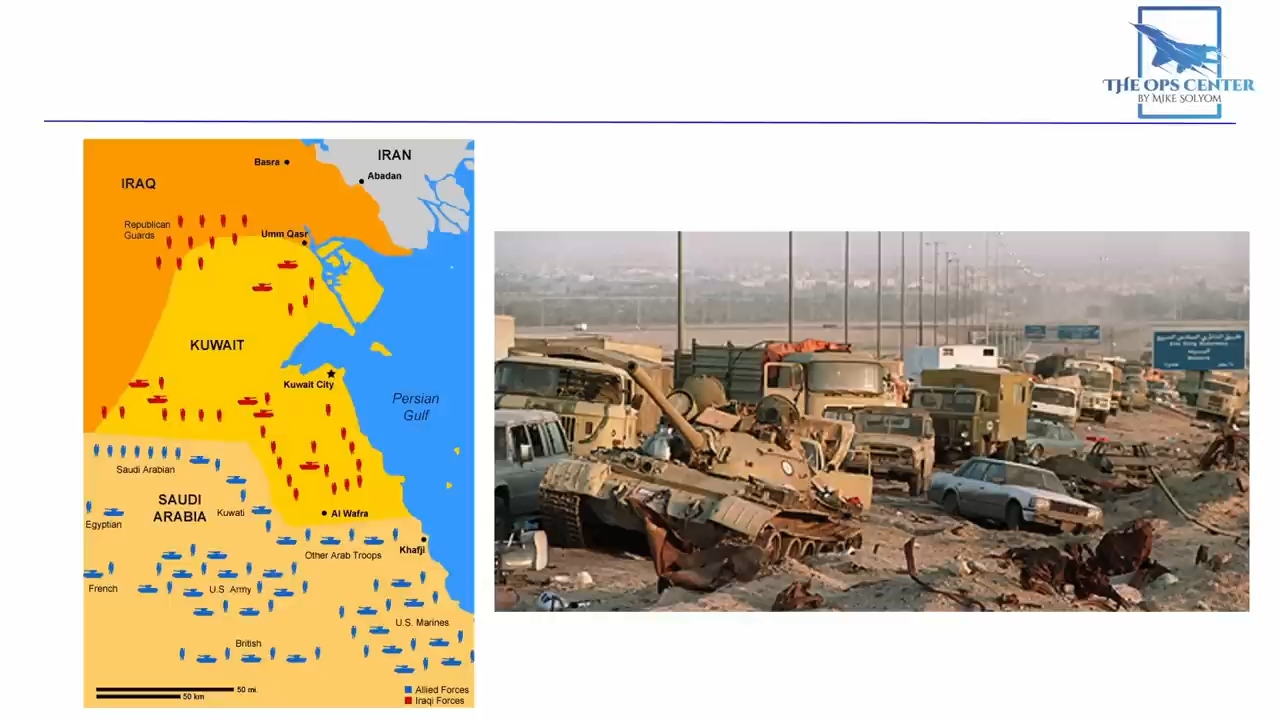 THE OPS CENTER
BY MIKE SOLYOM
IRAN
Basra
Abadan
IRAQ
Republican
Guards
Umm Qasr
KUWAIT
Kuwait City
Persian
Gulf
Saudi Arabian
SAUDI
ARABIA
Kuwati
Al Wafra
Egyptian
Other Arab Troops
Khafji
French
U.S. Army
U.S. Marines
British
50 mi.
50 km
Allied Forces
Iraqi Forces